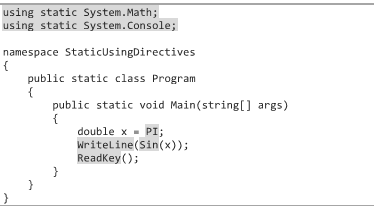 using static System.Math;
using static System.Console;
namespace StaticUsingDirectives
{
    public static class Program
    {
        public static void Main(string[] args)
        {
            double x = PI;
            WriteLine(Sin(x));
            ReadKey();
        }
    }
}